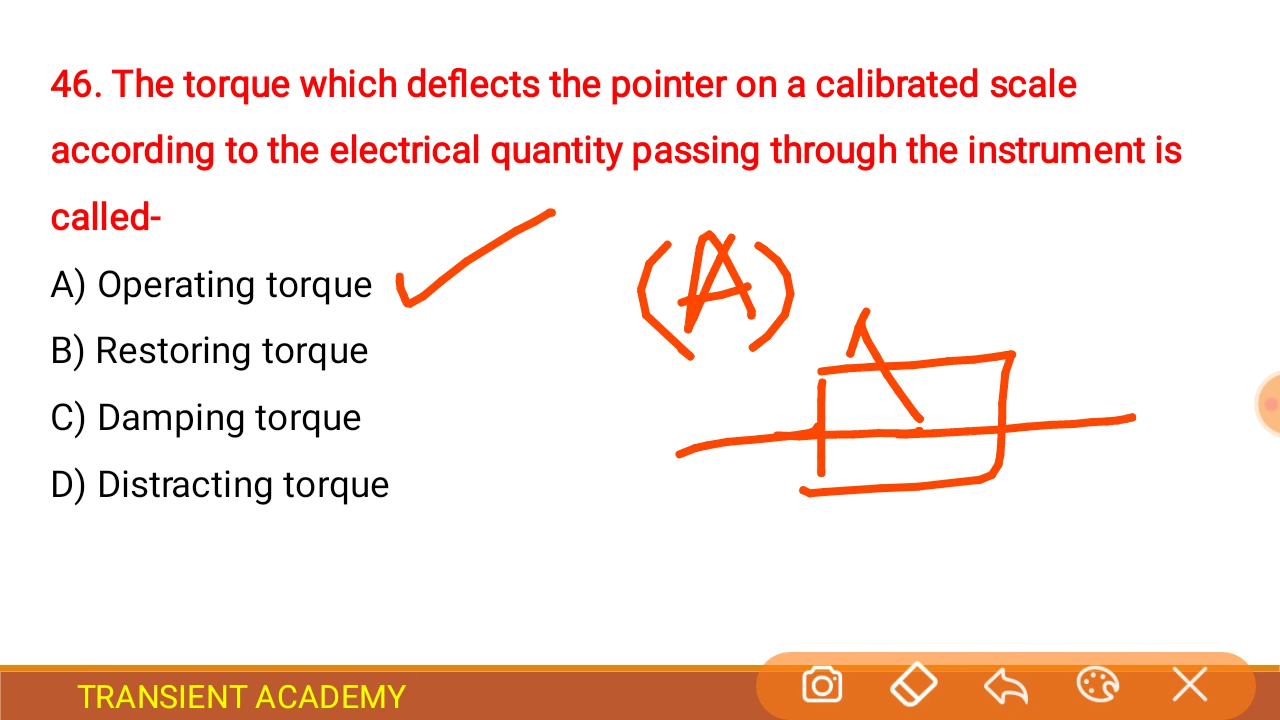 46. The torque which deflects the pointer on a calibrated scale
according to the electrical quantity passing through the instrument is
called-
A) Operating torque
(A)
B) Restoring torque
C) Damping torque
D) Distracting torque
TRANSIENT ACADEMY